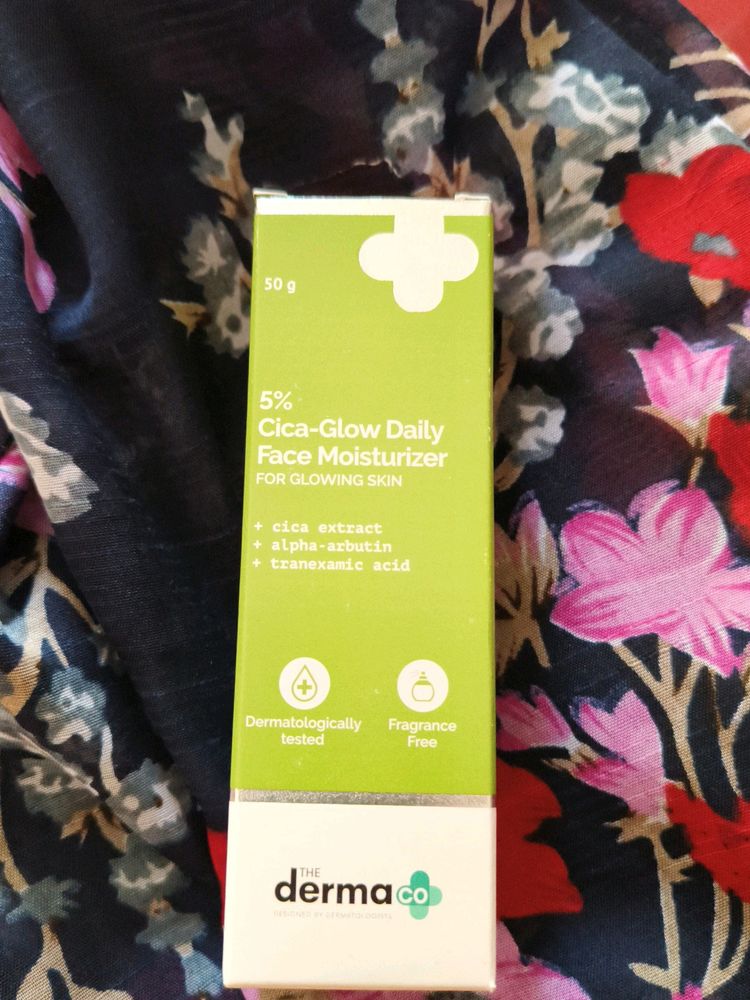 50 g
5%
Cica-Glow Daily
Face Moisturizer
FOR GLOWING SKIN
+ cica extract
+ alpha-arbutin
+ tranexamic acid
Dermatologically
tested
Fragrance
Free
THE
derma co
DESIGNED BY DERMATOLOGISTS